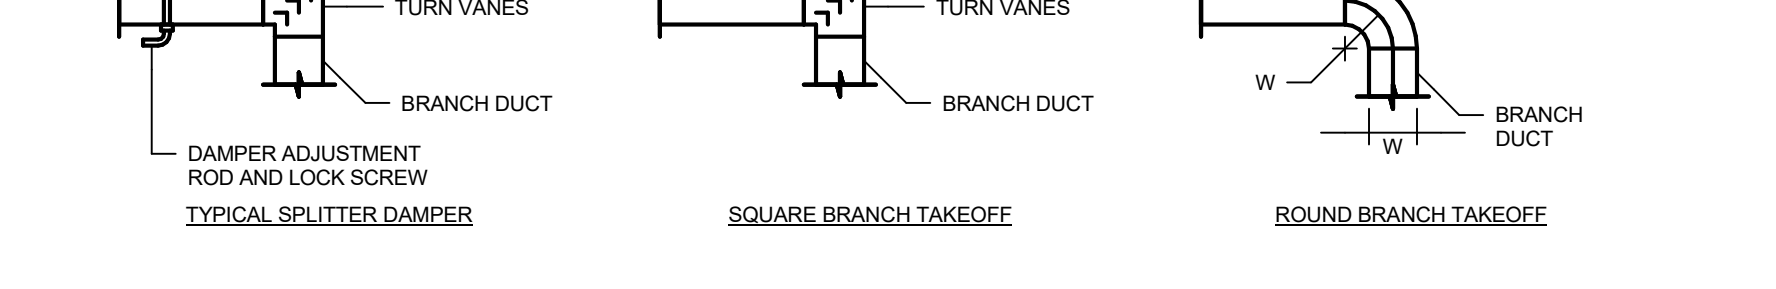 TURN VANES
BRANCH DUCT
DAMPER ADJUSTMENT
ROD AND LOCK SCREW
TYPICAL SPLITTER DAMPER
TURN VANES
BRANCH DUCT
SQUARE BRANCH TAKEOFF
W
BRANCH
DUCT
W
ROUND BRANCH TAKEOFF